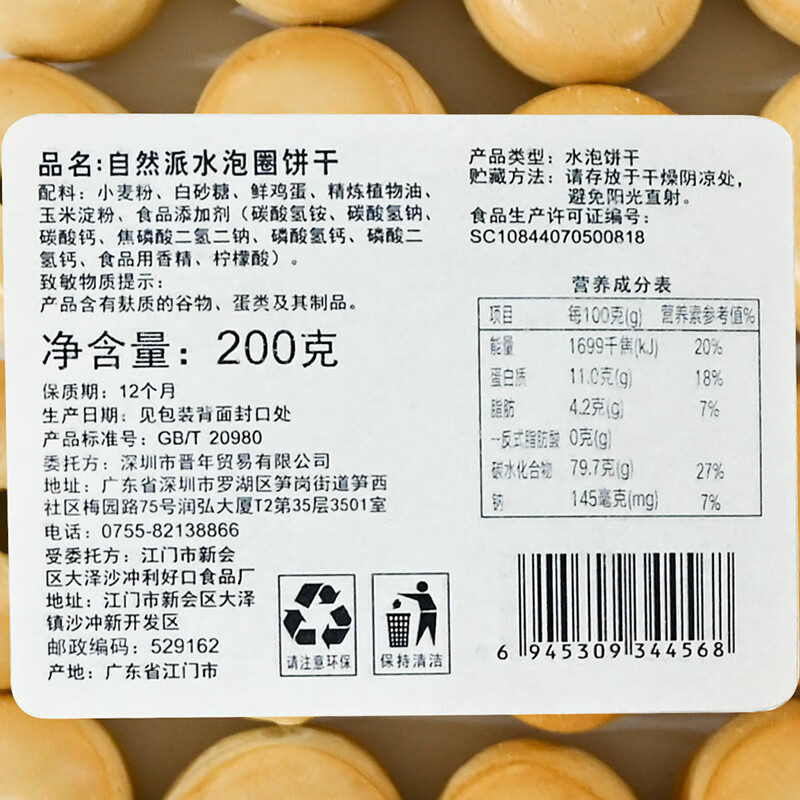 品名:自然派水泡圈饼干
配料：小麦粉、白砂糖、鲜鸡蛋、精炼植物油、
玉米淀粉、食品添加剂（碳酸氢铵、碳酸氢钠、
碳酸钙、焦磷酸二氢二钠、磷酸氢钙、磷酸二
氢钙、食品用香精、柠檬酸）。
致敏物质提示：
产品含有麸质的谷物、蛋类及其制品。
净含量：200克
保质期：12个月
生产日期：见包装背面封口处
产品标准号：GB/T 20980
委托方：深圳市晋年贸易有限公司
地址：广东省深圳市罗湖区笋岗街道笋西
社区梅园路75号润弘大厦T2第35层3501室
电话：0755-82138866
受委托方：江门市新会
区大泽沙冲利好口食品厂
地址：江门市新会区大泽
镇沙冲新开发区
邮政编码：529162
产地：广东省江门市
请注意环保
保持清洁
产品类型：水泡饼干
贮藏方法：请存放于干燥阴凉处，
避免阳光直射。
食品生产许可证编号：
SC10844070500818
营养成分表
项目 每100克(g) 营养素参考值%
能量 1699千焦(kJ) 20%
蛋白质 11.0克(g) 18%
脂肪 4.2克(g) 7%
—反式脂肪酸 0克(g)
碳水化合物 79.7克(g) 27%
钠 145毫克(mg) 7%
6 945309 344568